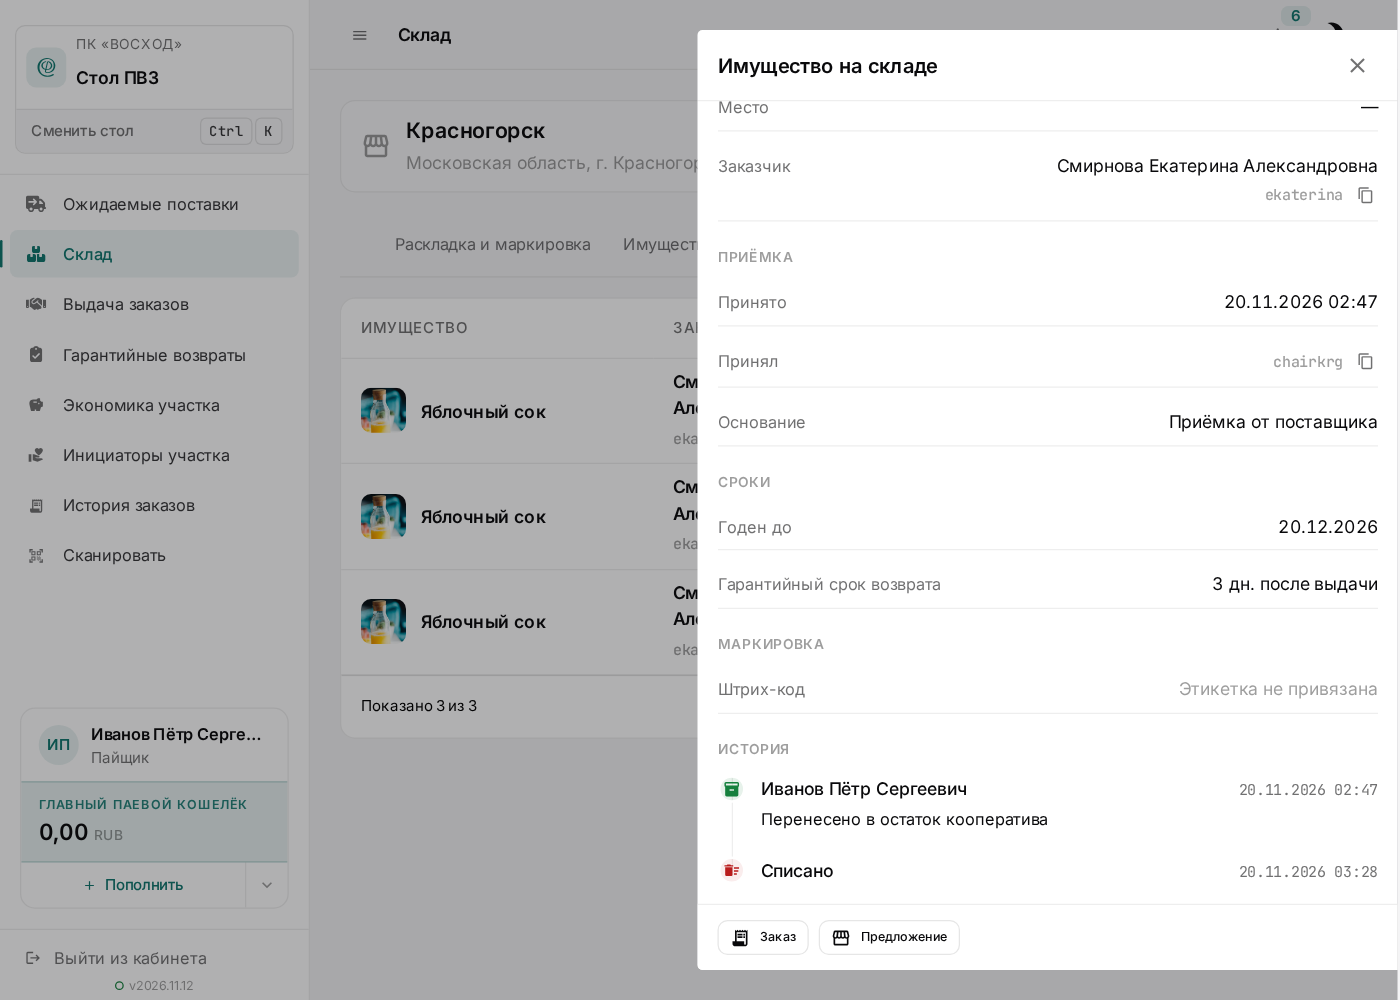 ПК «ВОСХОД»
Стол ПВЗ
Сменить стол
Ctrl K
Ожидаемые поставки
Склад
Выдача заказов
Гарантийные возвраты
Экономика участка
Инициаторы участка
История заказов
Сканировать
ИП
Иванов Пётр Серге...
Пайщик
ГЛАВНЫЙ ПАЕВОЙ КОШЕЛЁК
0,00 RUB
+ Пополнить
Выйти из кабинета
v2026.11.12
Склад
6
Красногорск
Московская область, г. Красногор
Раскладка и маркировка
Имущест
ИМУЩЕСТВО
Яблочный сок
Яблочный сок
Яблочный сок
Показано 3 из 3
Имущество на складе
Место —
Заказчик Смирнова Екатерина Александровна
ekaterina
ПРИЁМКА
Принято 20.11.2026 02:47
Принял chairkrg
Основание Приёмка от поставщика
СРОКИ
Годен до 20.12.2026
Гарантийный срок возврата 3 дн. после выдачи
МАРКИРОВКА
Штрих-код Этикетка не привязана
ИСТОРИЯ
Иванов Пётр Сергеевич 20.11.2026 02:47
Перенесено в остаток кооператива
Списано 20.11.2026 03:28
Заказ
Предложение